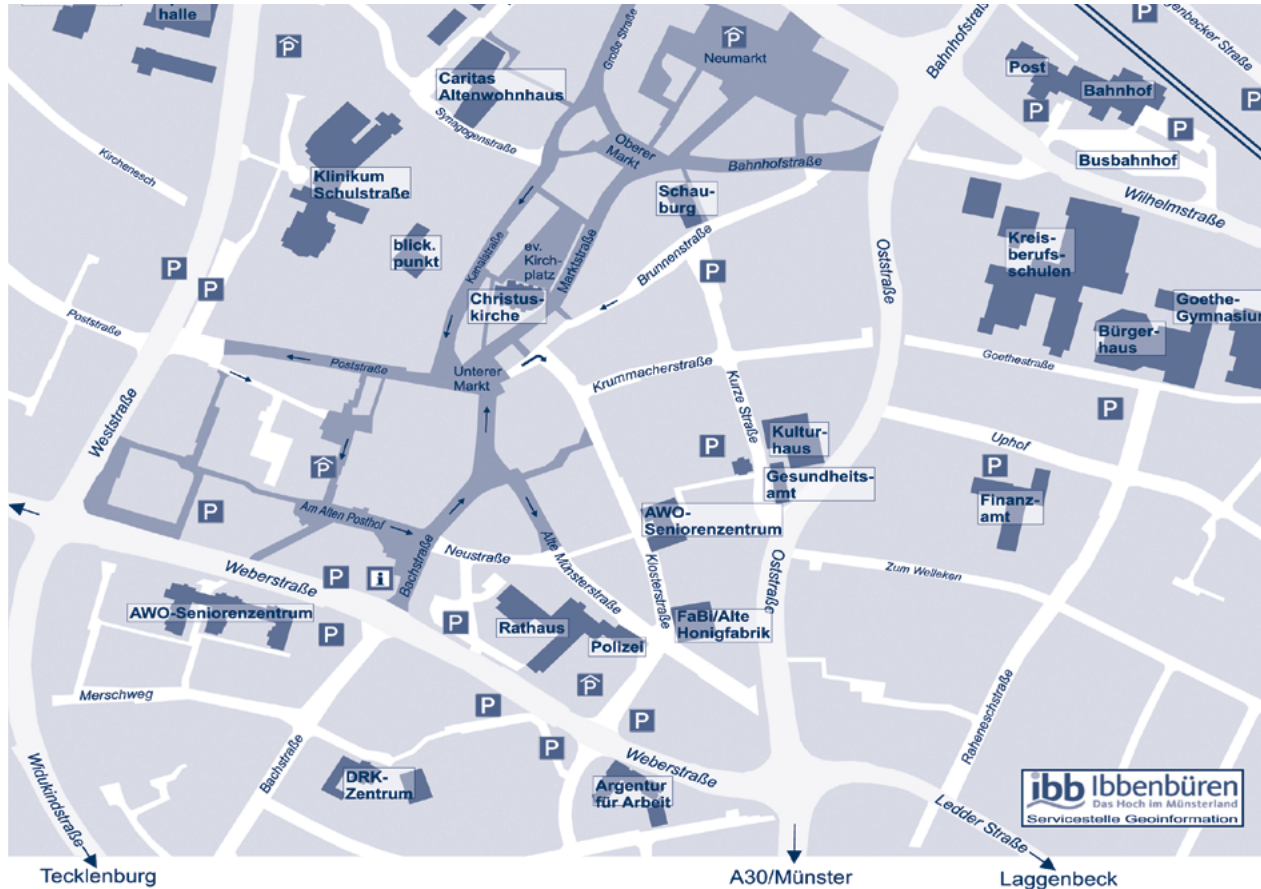 halle
P
Neumarkt
Große Straße
Bahnhofstraße
P
enbecker Straße
Caritas
Altenwohnhaus
Post
Bahnhof
P
P
P
Synagogenstraße
Oberer
Markt
Bahnhofstraße
Busbahnhof
Kirchenesch
Klinikum
Schulstraße
Schau-
burg
Wilhelmstraße
blick.
punkt
Kanalstraße
ev.
Kirch-
platz
Marktstraße
Brunnenstraße
Oststraße
Kreis-
berufs-
schulen
P
P
P
Christus-
kirche
Goethe-
Gymnasium
Bürger-
haus
Poststraße
Poststraße
Unterer
Markt
Krummacherstraße
Goethestraße
Weststraße
Kurze Straße
P
Kultur-
haus
P
Uphof
P
P
Gesundheits-
amt
Finanz-
amt
P
Am Alten Posthof
AWO-
Seniorenzentrum
Bachstraße
Neustraße
Alte Münsterstraße
Klosterstraße
Oststraße
Zum Welleken
Weberstraße
P
i
AWO-Seniorenzentrum
P
P
Rathaus
Polizei
FaBi/Alte
Honigfabrik
P
Merschweg
P
P
P
Raheneschstraße
Widukindstraße
Bachstraße
DRK-
Zentrum
Weberstraße
Argentur
für Arbeit
Ledder Straße
ibb Ibbenbüren
Das Hoch im Münsterland
Servicestelle Geoinformation
Tecklenburg
A30/Münster
Laggenbeck